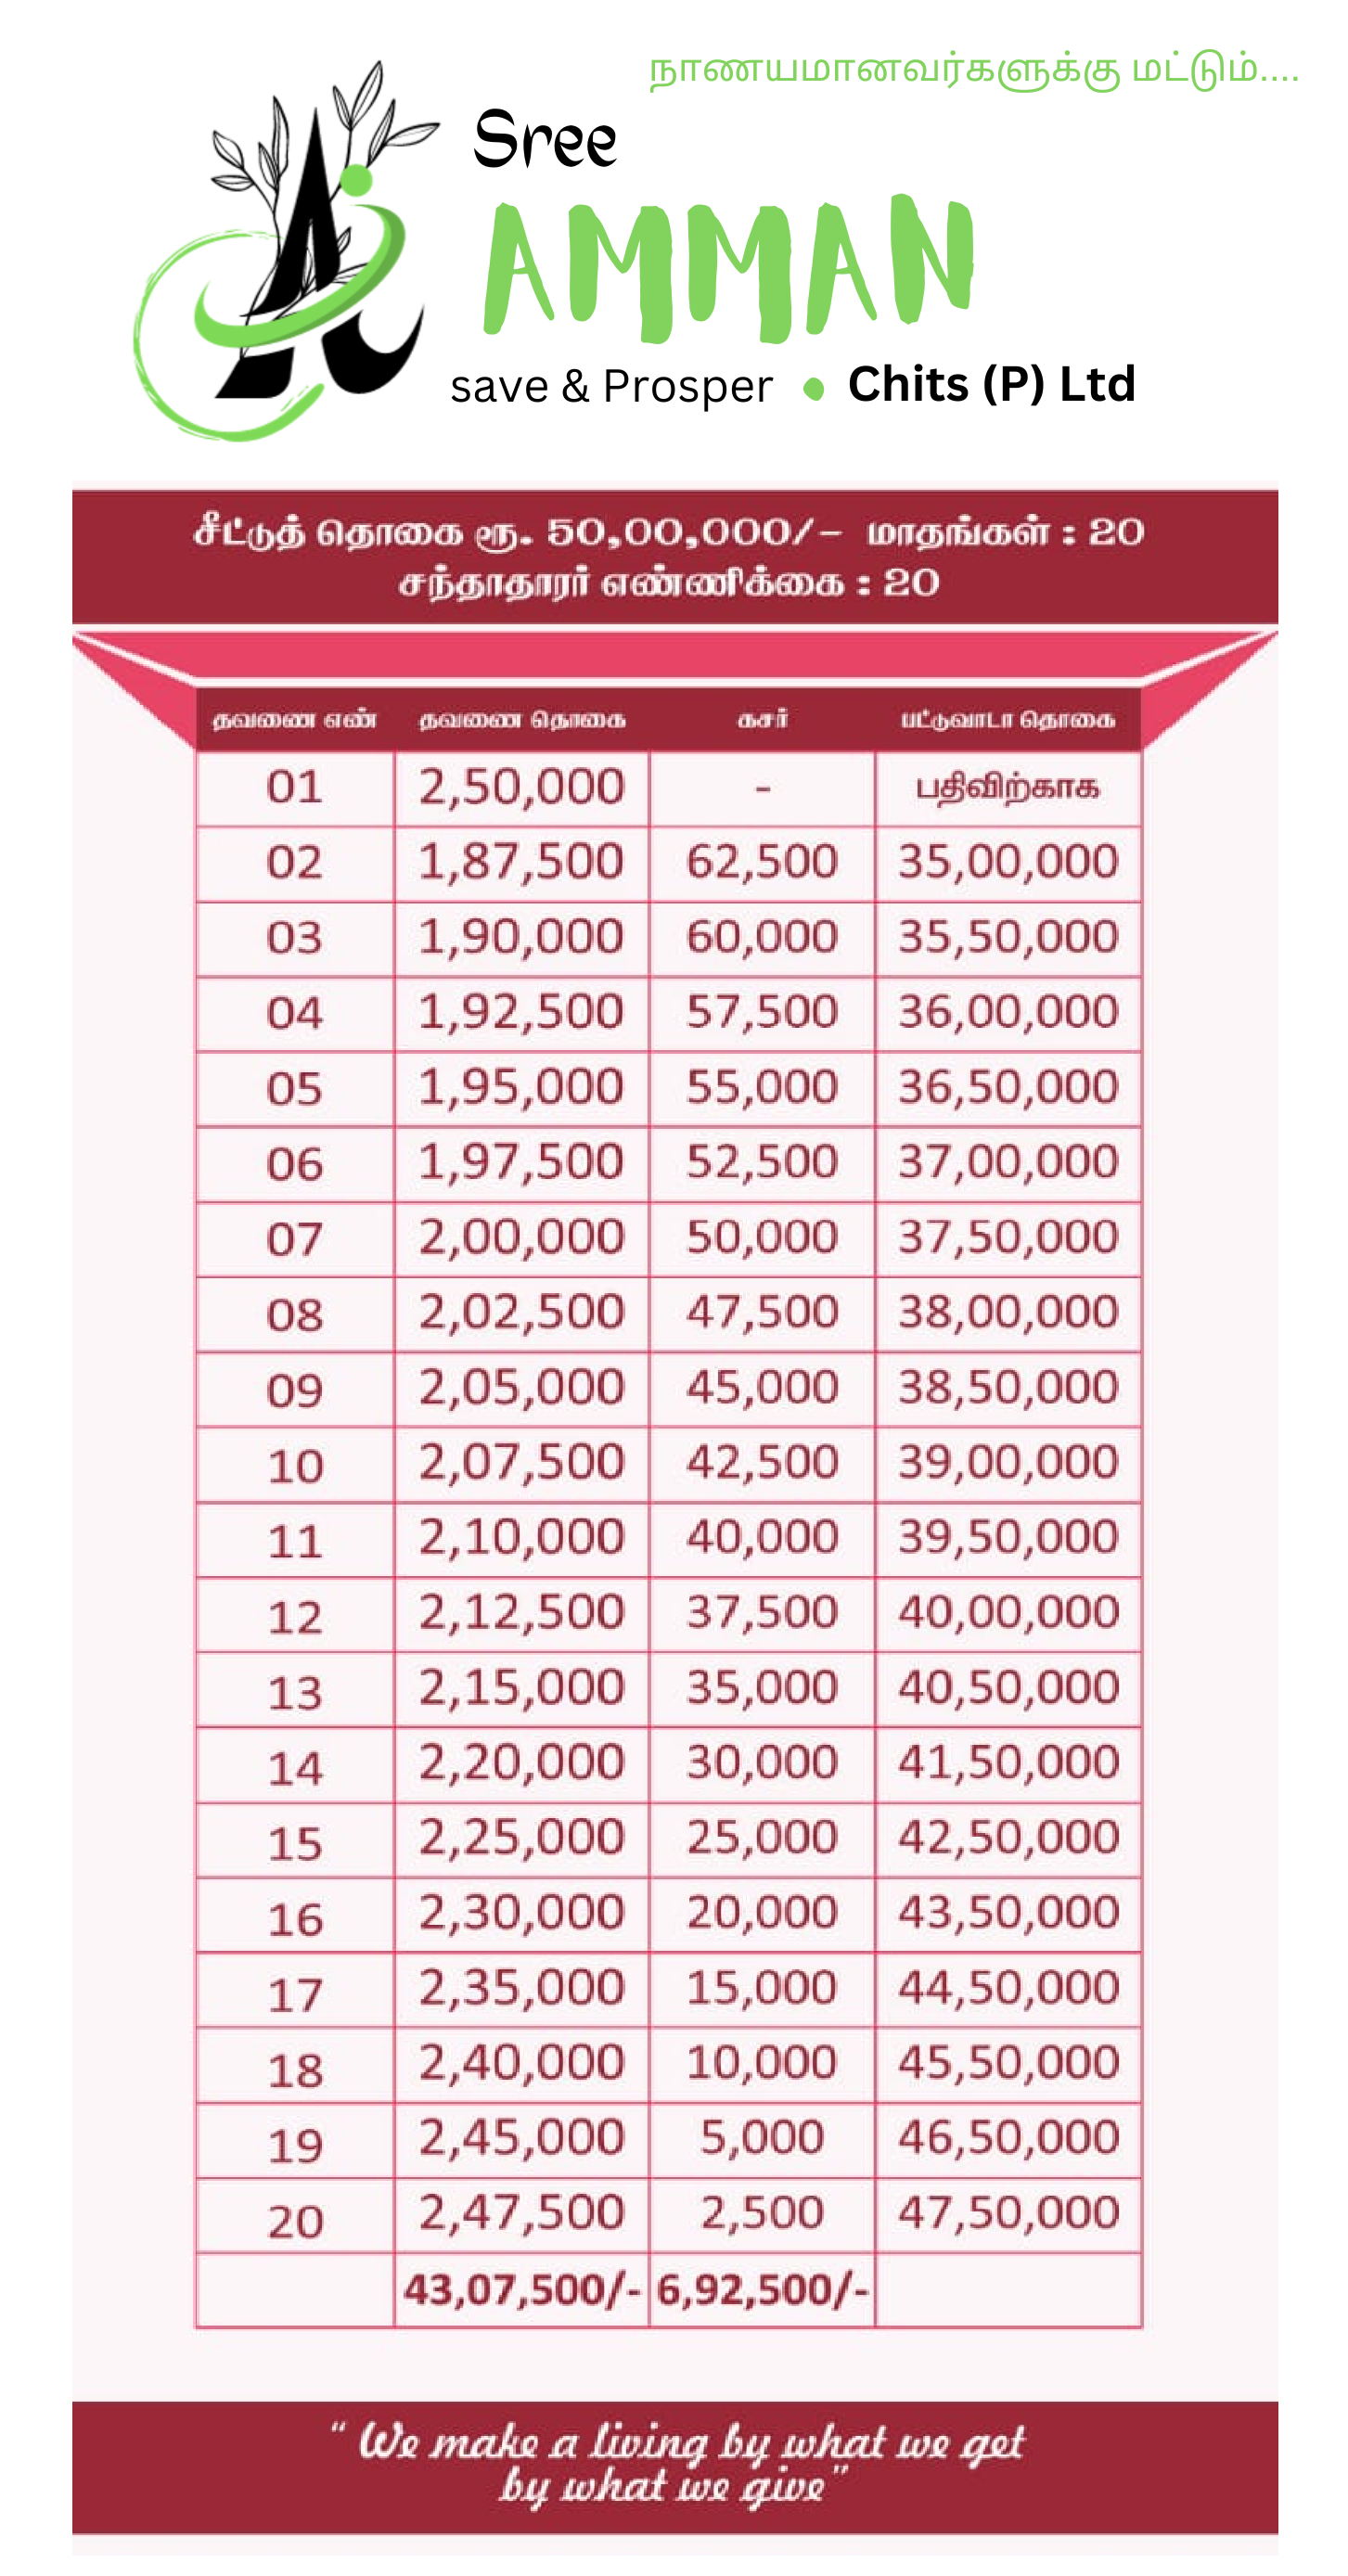 நாணயமானவர்களுக்கு மட்டும்....
Sree
AMMAN
save & Prosper • Chits (P) Ltd
சீட்டுத் தொகை ரூ. 50,00,000/- மாதங்கள் : 20
சந்தாதாரர் எண்ணிக்கை : 20
தவணை எண் தவணை தொகை கசர் பட்டுவாடா தொகை
01 2,50,000 - பதிவிற்காக
02 1,87,500 62,500 35,00,000
03 1,90,000 60,000 35,50,000
04 1,92,500 57,500 36,00,000
05 1,95,000 55,000 36,50,000
06 1,97,500 52,500 37,00,000
07 2,00,000 50,000 37,50,000
08 2,02,500 47,500 38,00,000
09 2,05,000 45,000 38,50,000
10 2,07,500 42,500 39,00,000
11 2,10,000 40,000 39,50,000
12 2,12,500 37,500 40,00,000
13 2,15,000 35,000 40,50,000
14 2,20,000 30,000 41,50,000
15 2,25,000 25,000 42,50,000
16 2,30,000 20,000 43,50,000
17 2,35,000 15,000 44,50,000
18 2,40,000 10,000 45,50,000
19 2,45,000 5,000 46,50,000
20 2,47,500 2,500 47,50,000
43,07,500/- 6,92,500/-
“ We make a living by what we get
by what we give”